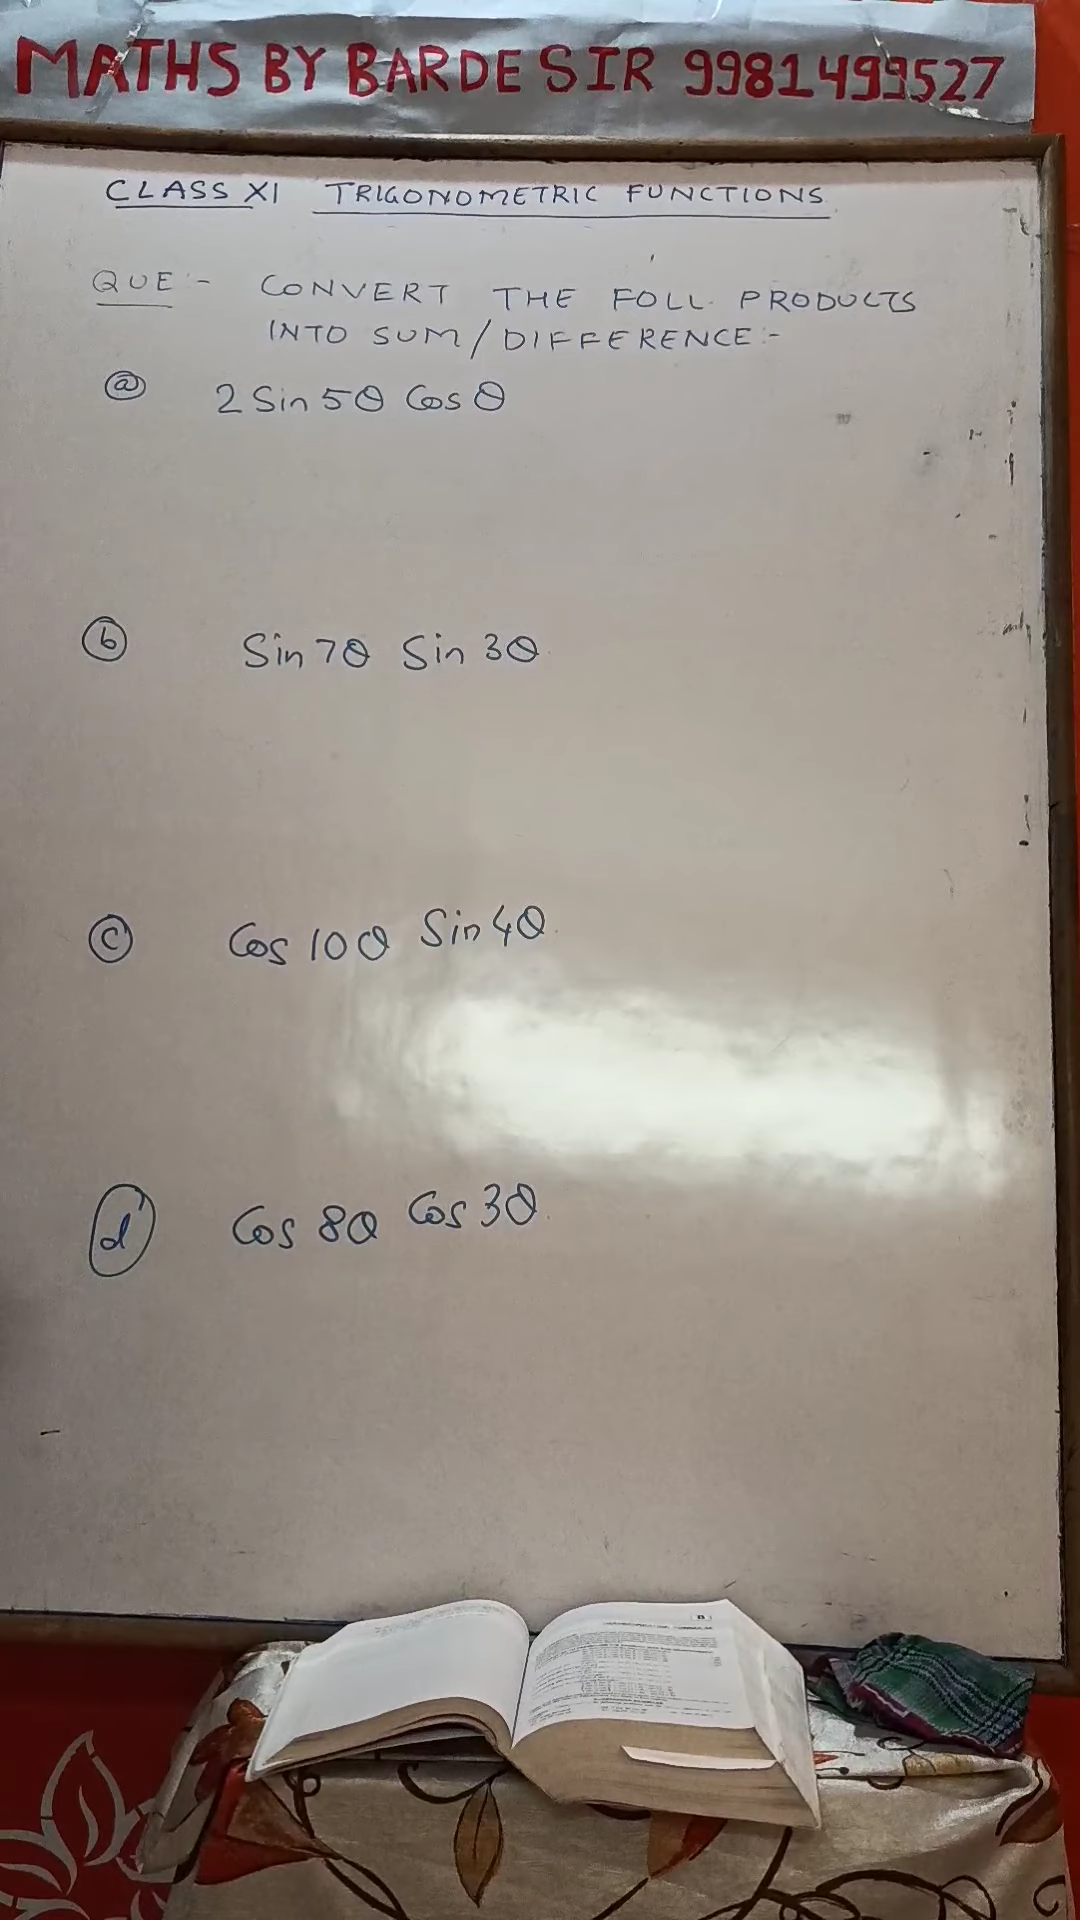 MATHS BY BARDE SIR 9981499527
CLASS XI TRIGONOMETRIC FUNCTIONS
QUE :- CONVERT THE FOLL. PRODUCTS
INTO SUM/DIFFERENCE:-
ⓐ 2 Sin 5θ Cos θ
ⓑ Sin 7θ Sin 3θ
ⓒ Cos 10θ Sin 4θ
ⓓ Cos 8θ Cos 3θ